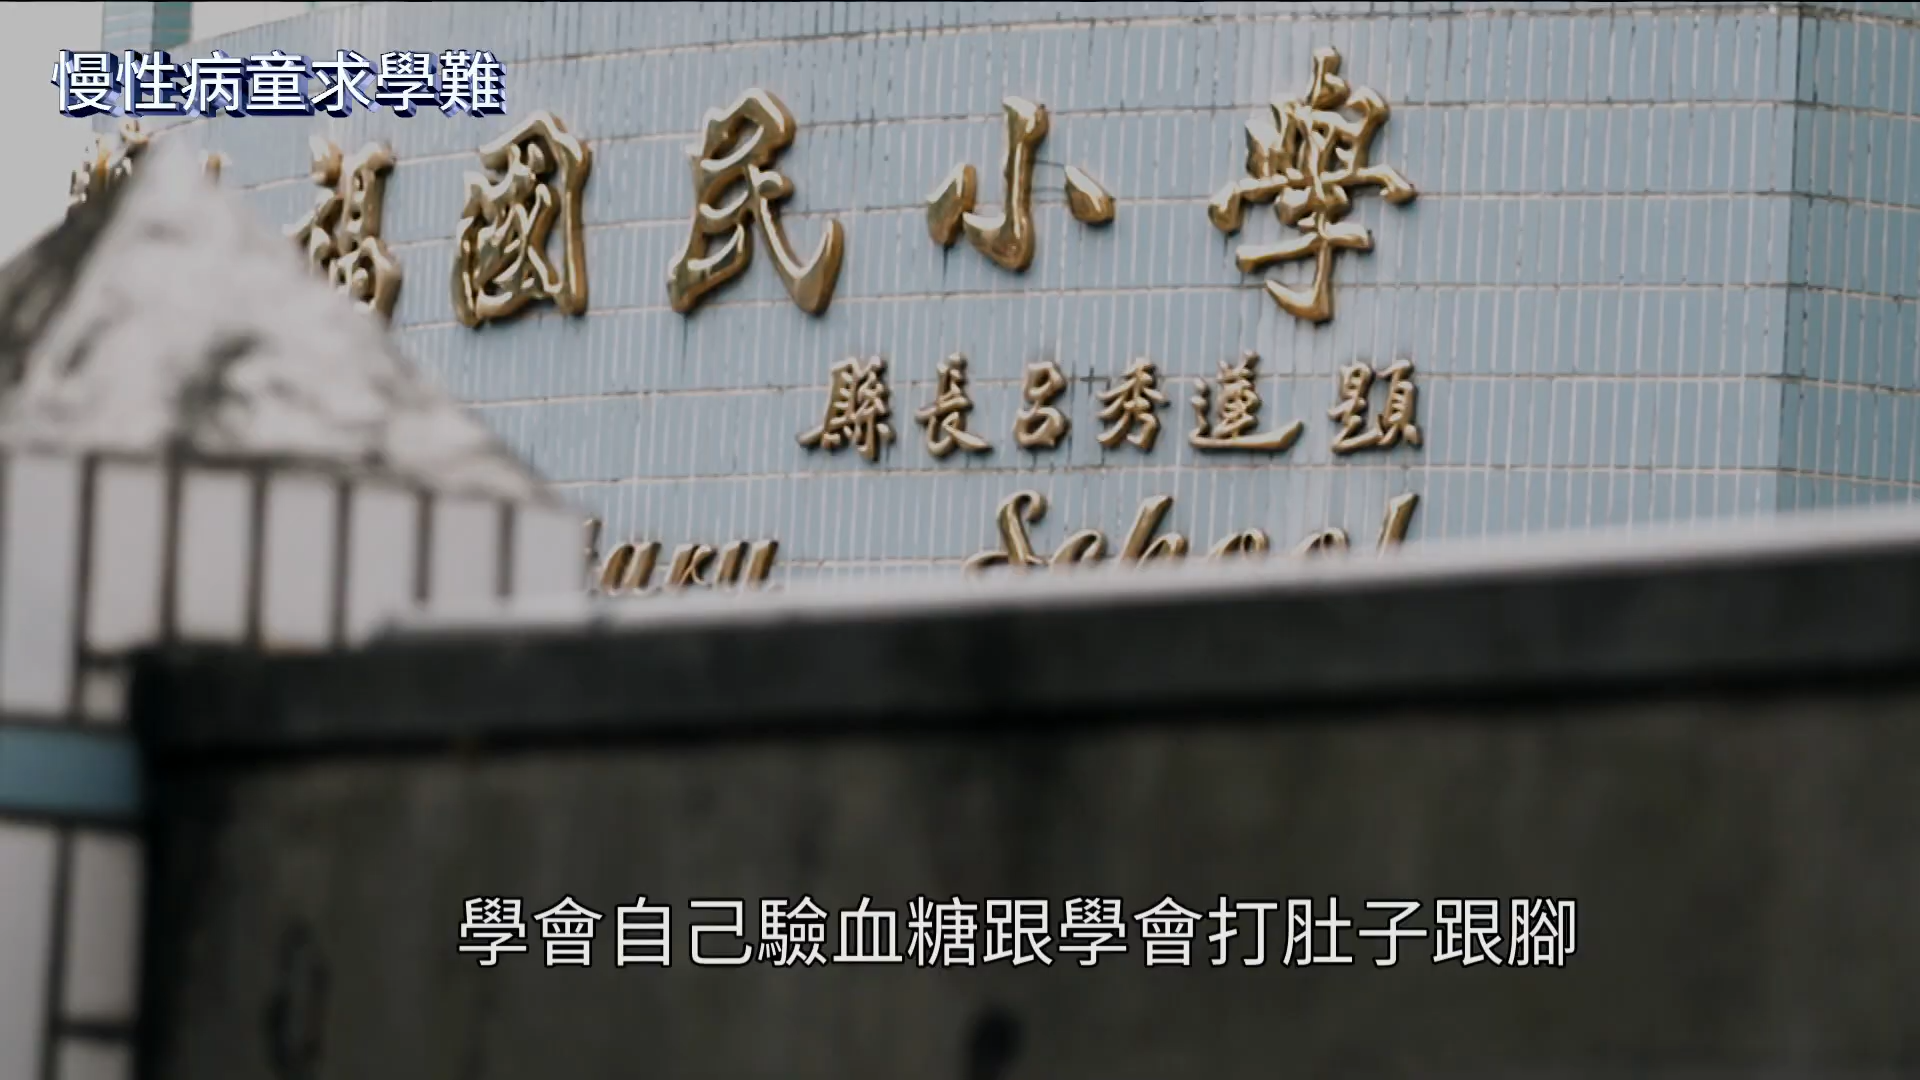 慢性病童求學難
福國民小學
縣長呂秀蓮題
School
學會自己驗血糖跟學會打肚子跟腳